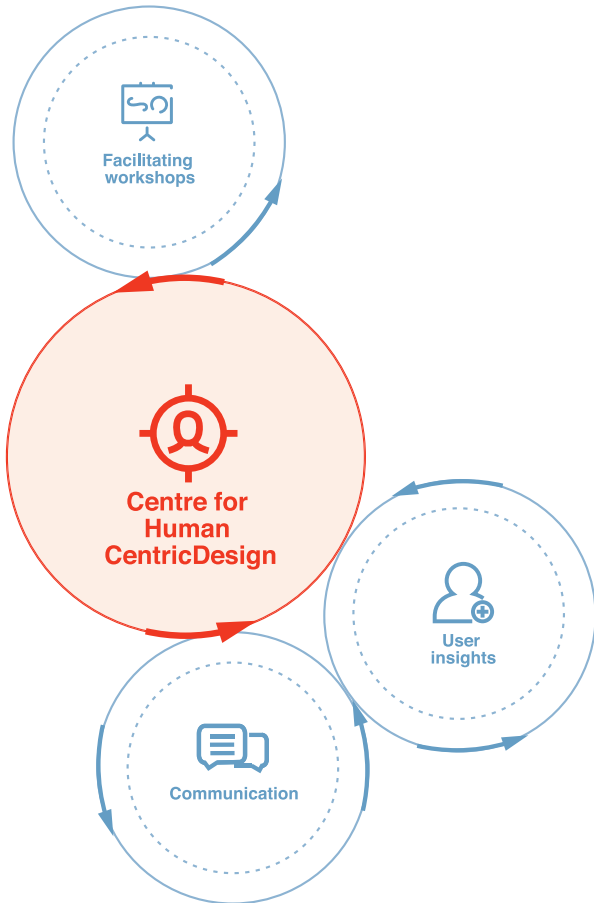 Facilitating
workshops
Centre for
Human
CentricDesign
User
insights
Communication